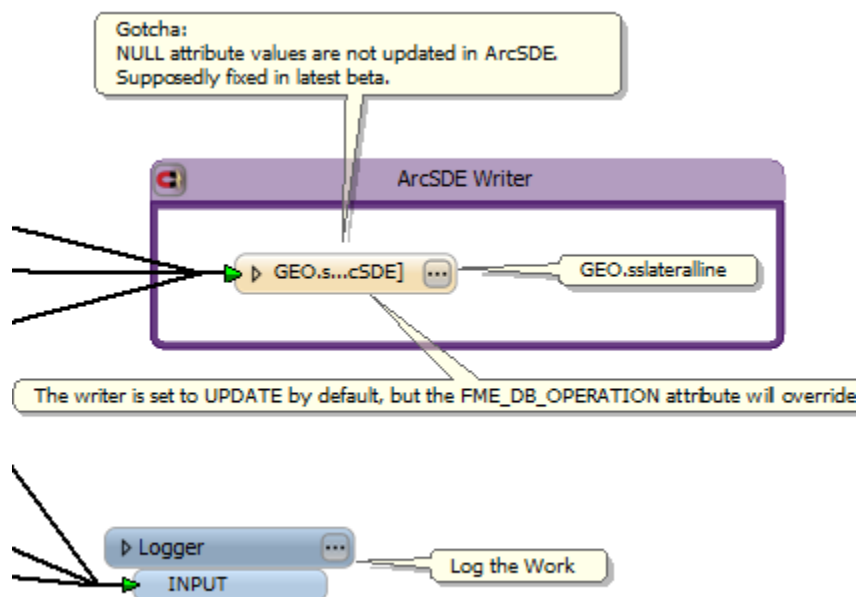 Gotcha:
NULL attribute values are not updated in ArcSDE.
Supposedly fixed in latest beta.
ArcSDE Writer
GEO.s...cSDE]
GEO.sslateralline
The writer is set to UPDATE by default, but the FME_DB_OPERATION attribute will override
Logger
Log the Work
INPUT